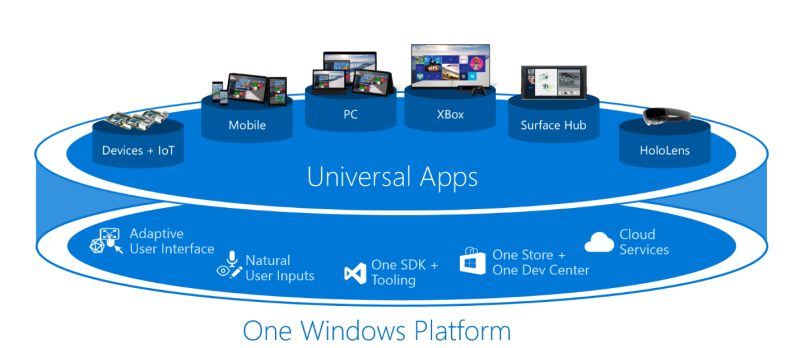 Devices + IoT
Mobile
PC
XBox
Surface Hub
HoloLens
Universal Apps
Adaptive
User Interface
Natural
User Inputs
One SDK +
Tooling
One Store +
One Dev Center
Cloud
Services
One Windows Platform